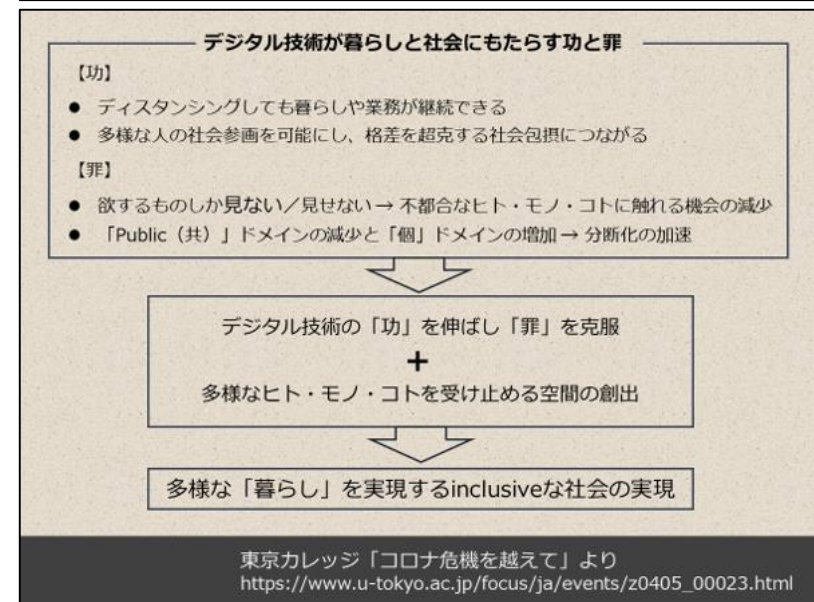 デジタル技術が暮らしと社会にもたらす功と罪
【功】
● ディスタンシングしても暮らしや業務が継続できる
● 多様な人の社会参画を可能にし、格差を超克する社会包摂につながる
【罪】
● 欲するものしか見ない／見せない → 不都合なヒト・モノ・コトに触れる機会の減少
● 「Public（共）」ドメインの減少と「個」ドメインの増加 → 分断化の加速
デジタル技術の「功」を伸ばし「罪」を克服
+
多様なヒト・モノ・コトを受け止める空間の創出
多様な「暮らし」を実現するinclusiveな社会の実現
東京カレッジ「コロナ危機を越えて」より
https://www.u-tokyo.ac.jp/focus/ja/events/z0405_00023.html